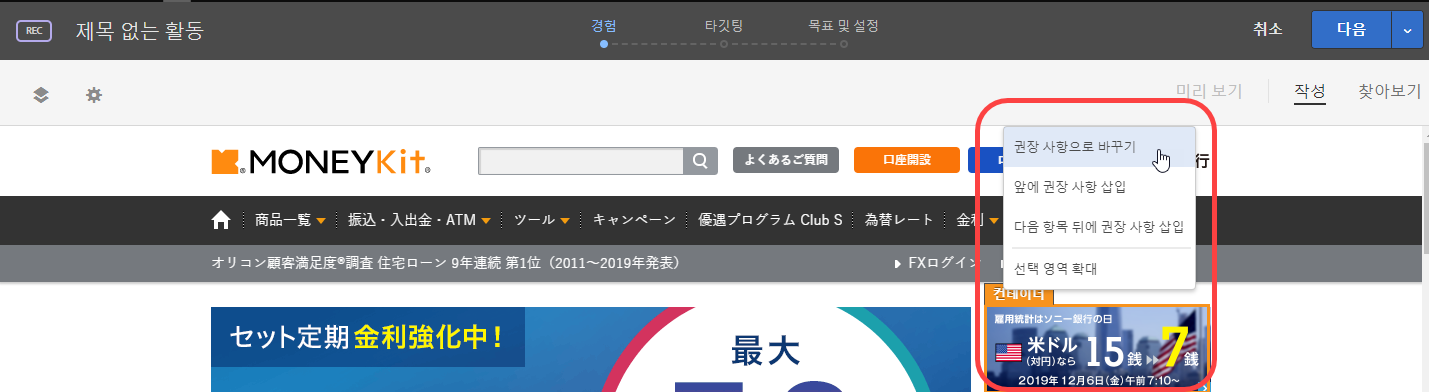 REC 제목 없는 활동 경험 타깃팅 목표 및 설정 취소 다음
미리 보기 작성 찾아보기
MONEYKit
よくあるご質問 口座開設 行
권장 사항으로 바꾸기
앞에 권장 사항 삽입
다음 항목 뒤에 권장 사항 삽입
선택 영역 확대
商品一覧 振込・入出金・ATM ツール キャンペーン 優遇プログラム Club S 為替レート 金利
オリコン顧客満足度®調査 住宅ローン 9年連続 第1位（2011～2019年発表） FXログイン
컨테이너
セット定期 金利強化中！
最大
雇用統計はソニー銀行の日
米ドル 15銭 7銭
(対円)なら
2019年 12月6日(金)午前7:10～